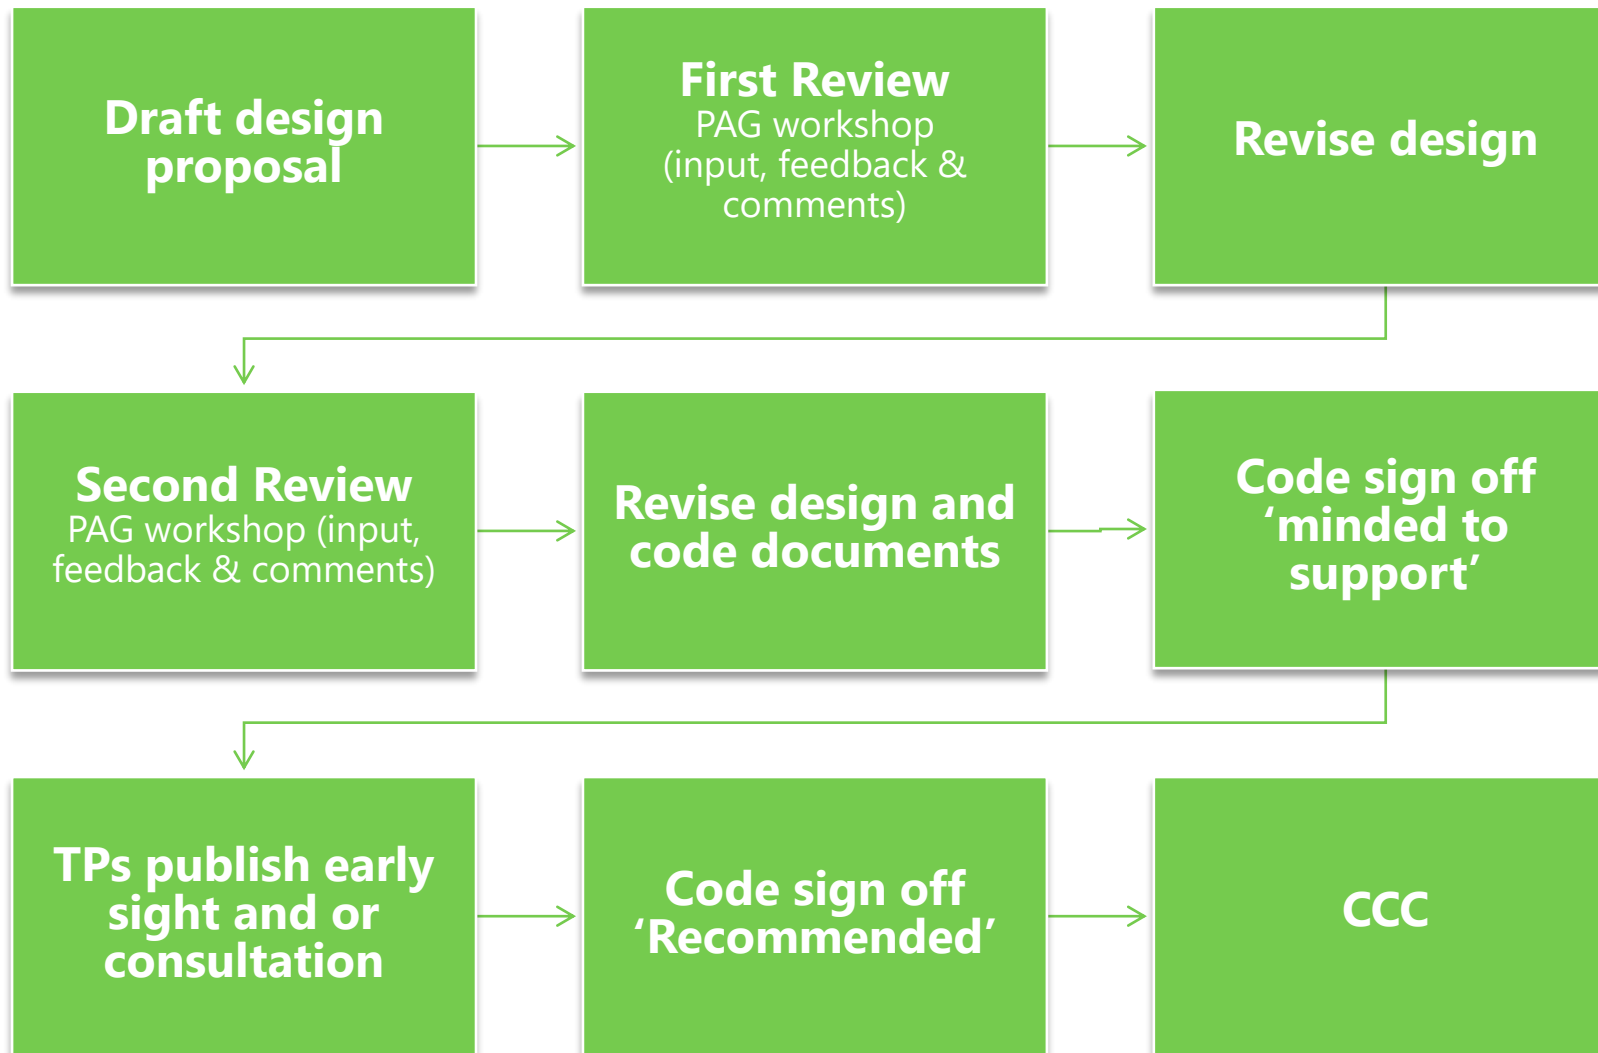 Draft design
proposal
First Review
PAG workshop
(input, feedback &
comments)
Revise design
Second Review
PAG workshop (input,
feedback & comments)
Revise design and
code documents
Code sign off
‘minded to
support’
TPs publish early
sight and or
consultation
Code sign off
‘Recommended’
CCC